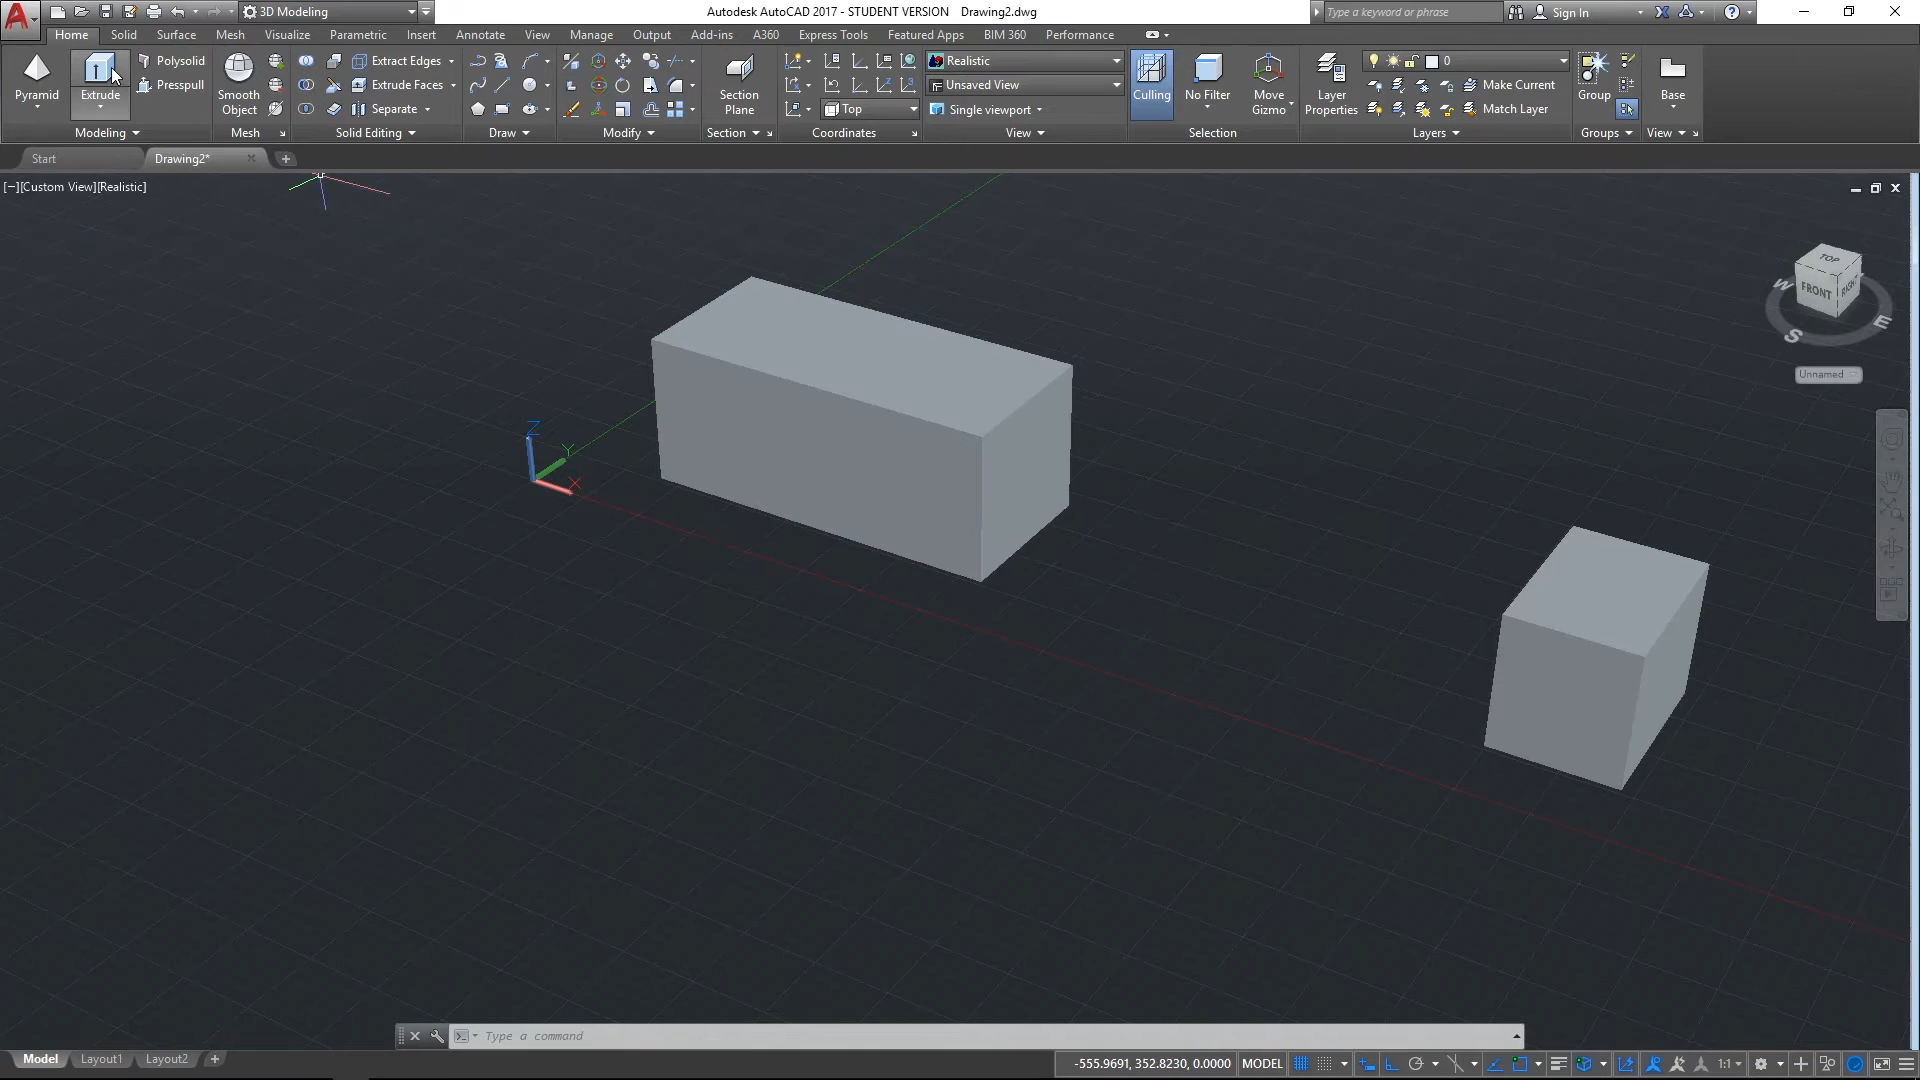 3D Modeling
Autodesk AutoCAD 2017 - STUDENT VERSION Drawing2.dwg
Type a keyword or phrase
Sign In
Home Solid Surface Mesh Visualize Parametric Insert Annotate View Manage Output Add-ins A360 Express Tools Featured Apps BIM 360 Performance
Polysolid
Extract Edges
Realistic
0
Pyramid
Extrude
Presspull
Smooth
Object
Extrude Faces
Section
Plane
Unsaved View
Culling
No Filter
Move
Gizmo
Layer
Properties
Make Current
Group
Base
Separate
Top
Single viewport
Match Layer
Modeling
Mesh
Solid Editing
Draw
Modify
Section
Coordinates
View
Selection
Layers
Groups
View
Start
Drawing2*
[−][Custom View][Realistic]
TOP
FRONT
RIGHT
W
S
E
Unnamed
Z
Y
X
Type a command
Model Layout1 Layout2
-555.9691, 352.8230, 0.0000 MODEL
1:1